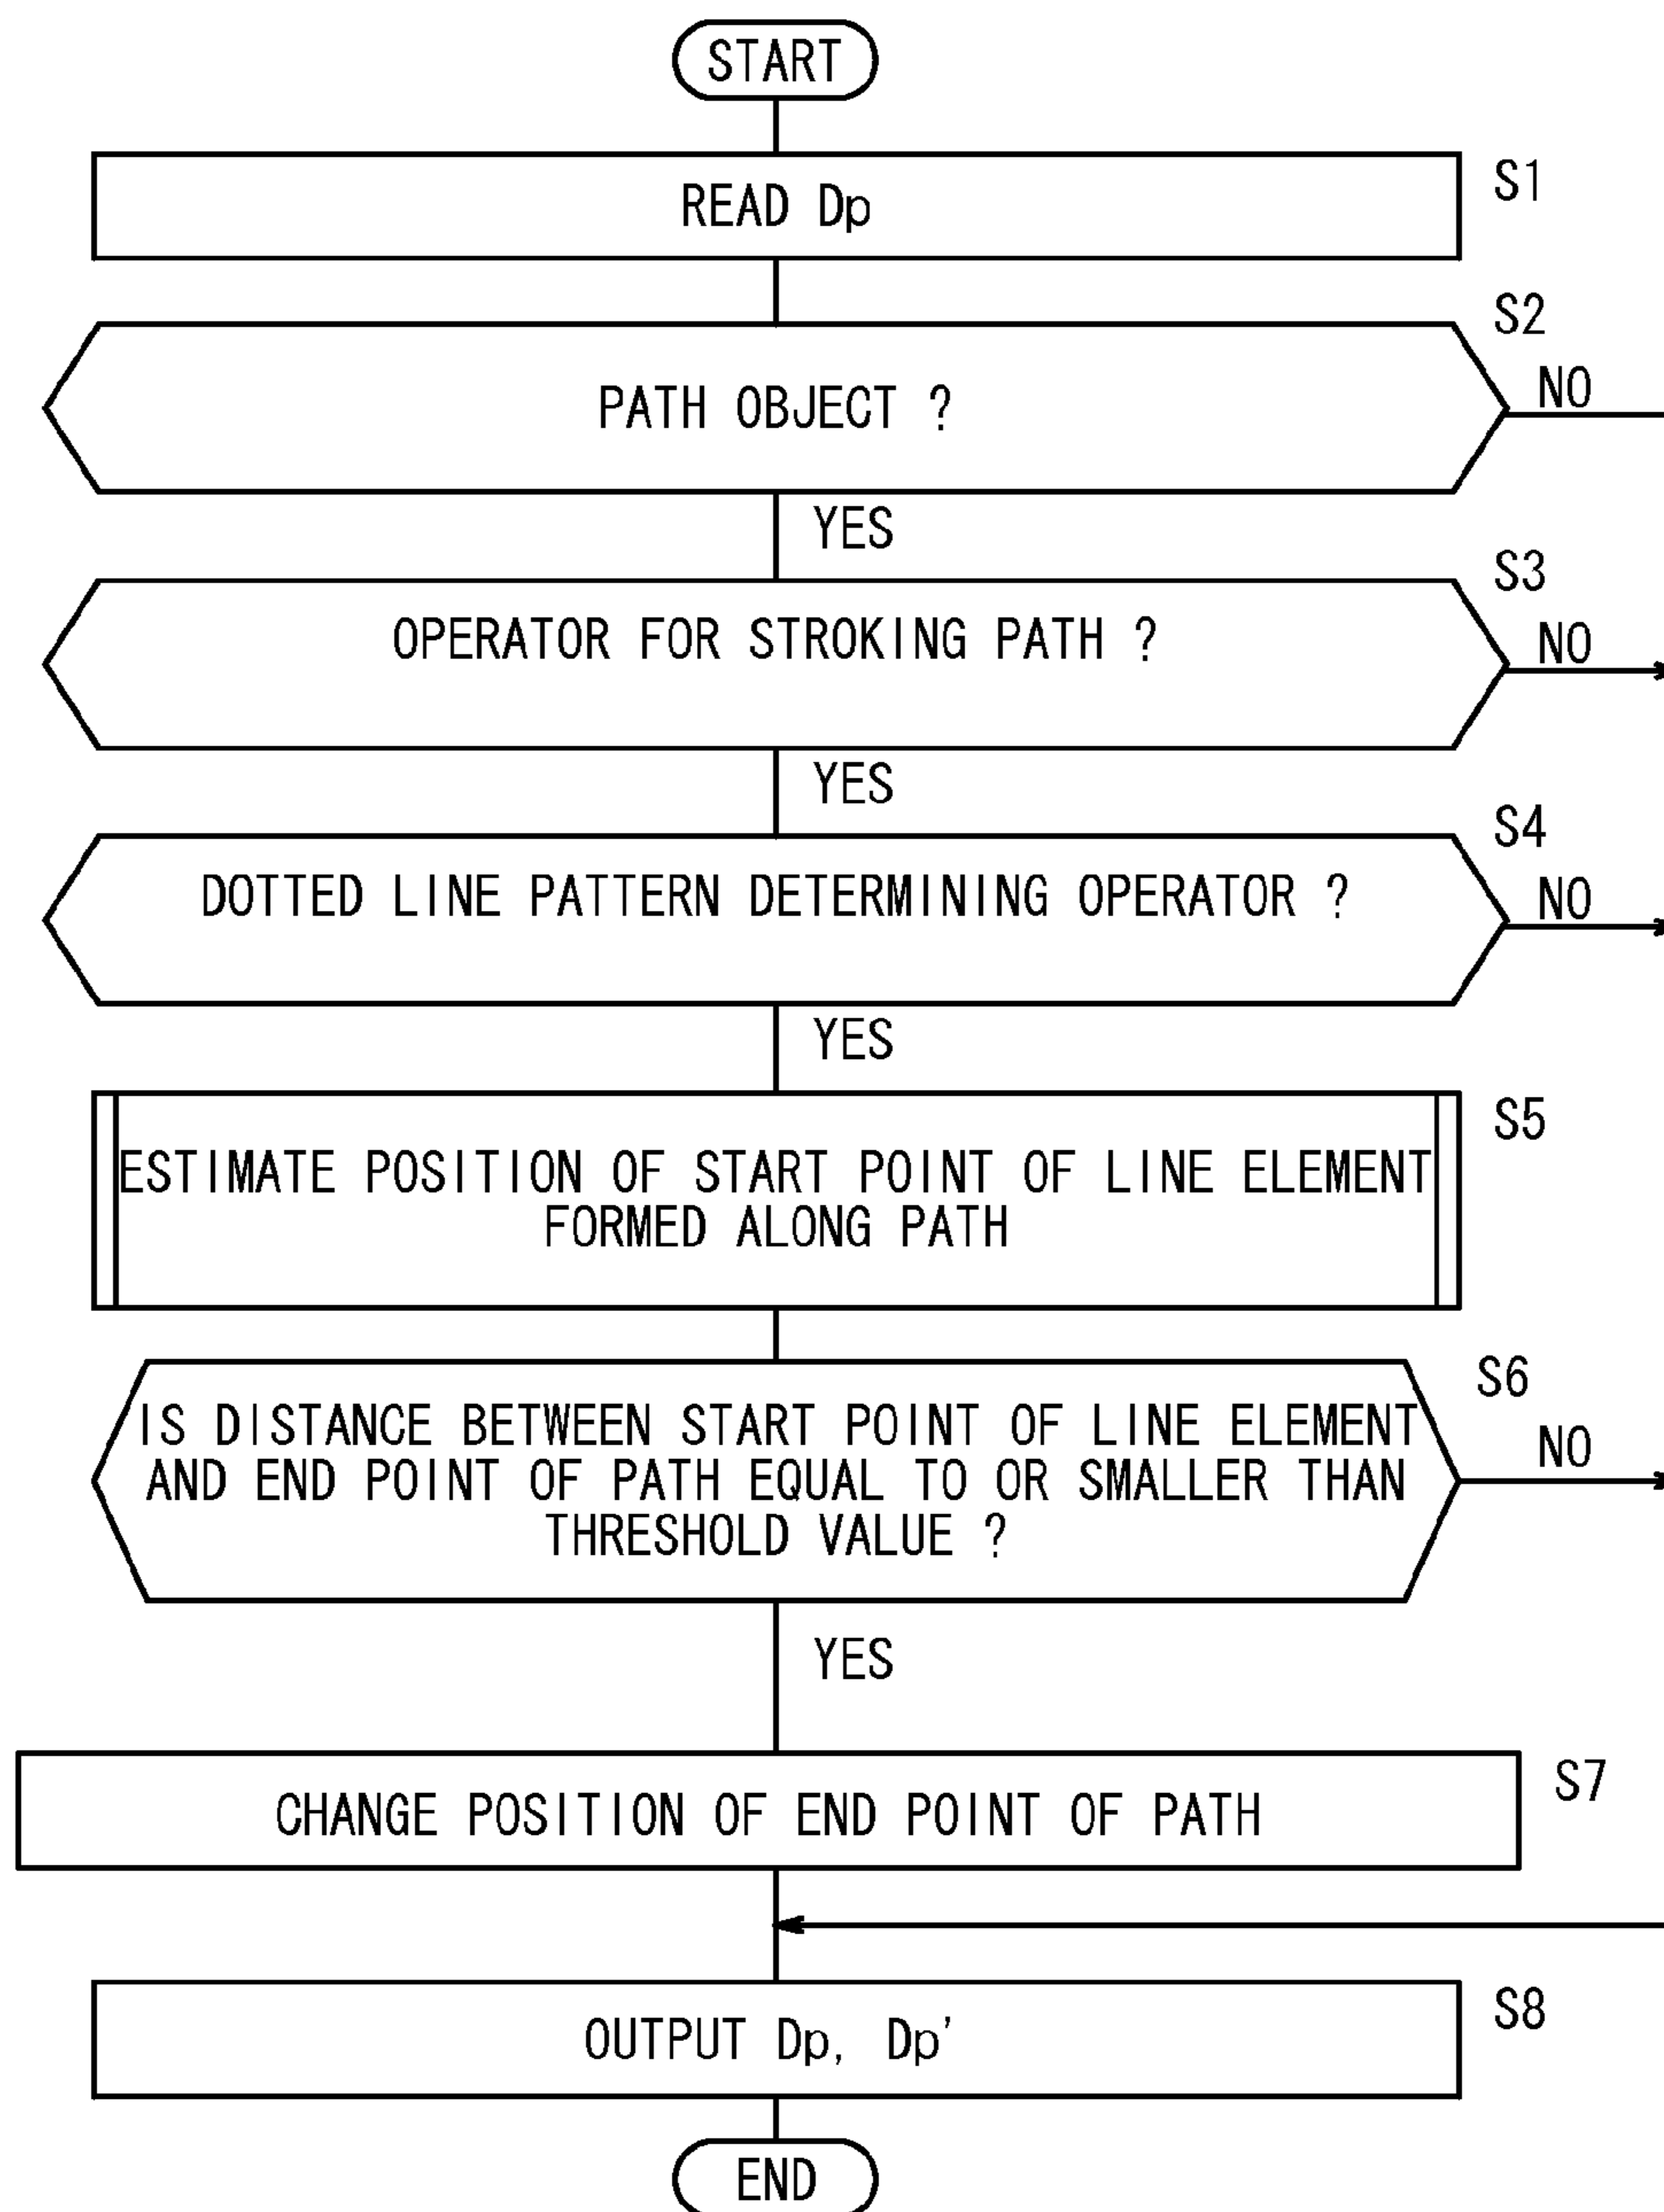 START
READ Dp
S1
S2
PATH OBJECT ?
NO
YES
S3
OPERATOR FOR STROKING PATH ?
NO
YES
S4
DOTTED LINE PATTERN DETERMINING OPERATOR ?
NO
YES
S5
ESTIMATE POSITION OF START POINT OF LINE ELEMENT
FORMED ALONG PATH
S6
IS DISTANCE BETWEEN START POINT OF LINE ELEMENT
AND END POINT OF PATH EQUAL TO OR SMALLER THAN
THRESHOLD VALUE ?
NO
YES
S7
CHANGE POSITION OF END POINT OF PATH
S8
OUTPUT Dp, Dp'
END